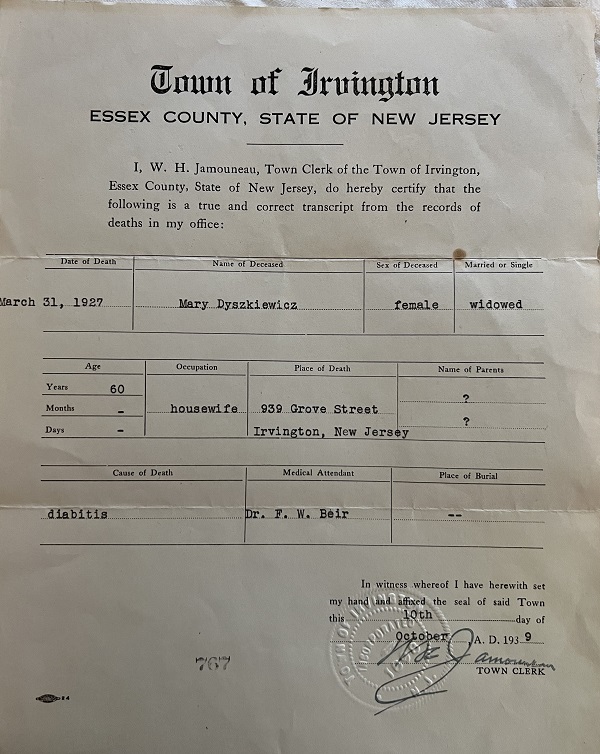 Town of Irvington
ESSEX COUNTY, STATE OF NEW JERSEY
I, W. H. Jamouneau, Town Clerk of the Town of Irvington,
Essex County, State of New Jersey, do hereby certify that the
following is a true and correct transcript from the records of
deaths in my office:
Date of Death Name of Deceased Sex of Deceased Married or Single
March 31, 1927 Mary Dyszkiewicz female widowed
Age Occupation Place of Death Name of Parents
Years 60 ?
Months - housewife 939 Grove Street
Days - Irvington, New Jersey ?
Cause of Death Medical Attendant Place of Burial
diabitis Dr. F. W. Beir --
In witness whereof I have herewith set
my hand and affixed the seal of said Town
this 10th day of
October A. D. 1939
W H Jamouneau
TOWN CLERK
TOWN OF IRVINGTON
INCORPORATED
N. J.
767